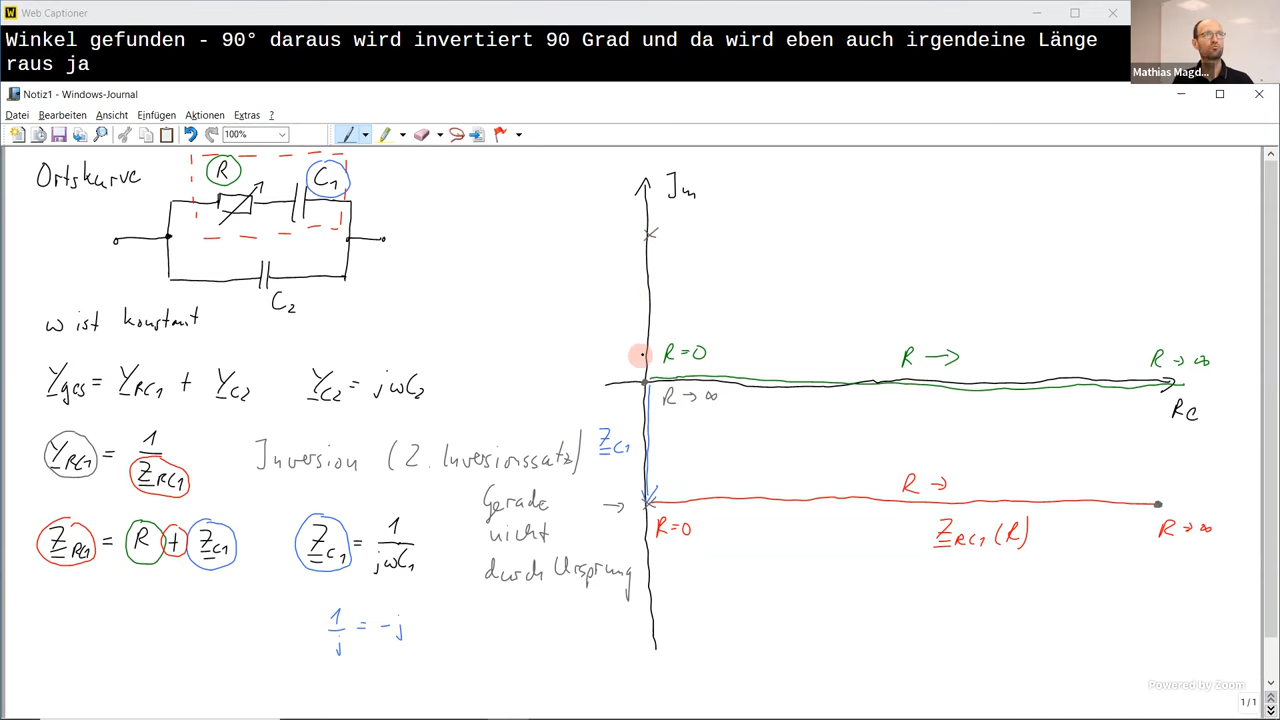 Web Captioner
Winkel gefunden - 90° daraus wird invertiert 90 Grad und da wird eben auch irgendeine Länge
raus ja
Mathias Magd...
Notiz1 - Windows-Journal
Datei Bearbeiten Ansicht Einfügen Aktionen Extras ?
100%
Ortskurve
R
C1
C2
ω ist konstant
Yges = YRC1 + YC2
YC2 = jωC2
YRC1 = 1/ZRC1
Inversion (2. Inversionssatz)
Gerade →
nicht
durch Ursprung
ZRC1 = R + ZC1
ZC1 = 1/jωC1
1/j = -j
Im
R=0
R →
R → ∞
R → ∞
Re
ZC1
R →
R=0
ZRC1(R)
R → ∞
Powered by Zoom
1/1